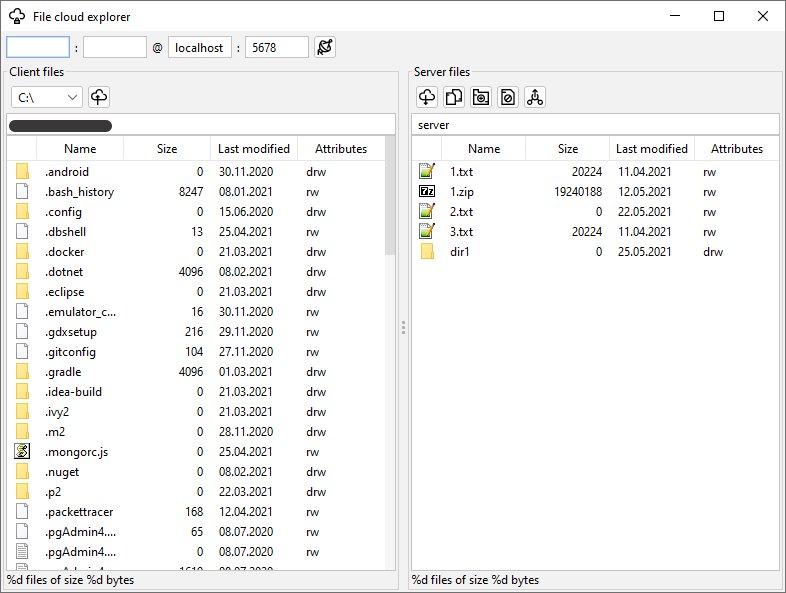 File cloud explorer
: @ localhost : 5678
Client files
C:\
Name Size Last modified Attributes
.android 0 30.11.2020 drw
.bash_history 8247 08.01.2021 rw
.config 0 15.06.2020 drw
.dbshell 13 25.04.2021 rw
.docker 0 21.03.2021 drw
.dotnet 4096 08.02.2021 drw
.eclipse 0 21.03.2021 drw
.emulator_c... 16 30.11.2020 rw
.gdxsetup 216 29.11.2020 rw
.gitconfig 104 27.11.2020 rw
.gradle 4096 01.03.2021 drw
.idea-build 0 21.03.2021 drw
.ivy2 0 21.03.2021 drw
.m2 0 28.11.2020 drw
.mongorc.js 0 25.04.2021 rw
.nuget 0 08.02.2021 drw
.p2 0 22.03.2021 drw
.packettracer 168 12.04.2021 rw
.pgAdmin4.... 65 08.07.2020 rw
.pgAdmin4.... 0 08.07.2020 rw
%d files of size %d bytes
Server files
server
Name Size Last modified Attributes
1.txt 20224 11.04.2021 rw
7z 1.zip 19240188 12.05.2021 rw
2.txt 0 22.05.2021 rw
3.txt 20224 11.04.2021 rw
dir1 0 25.05.2021 drw
%d files of size %d bytes